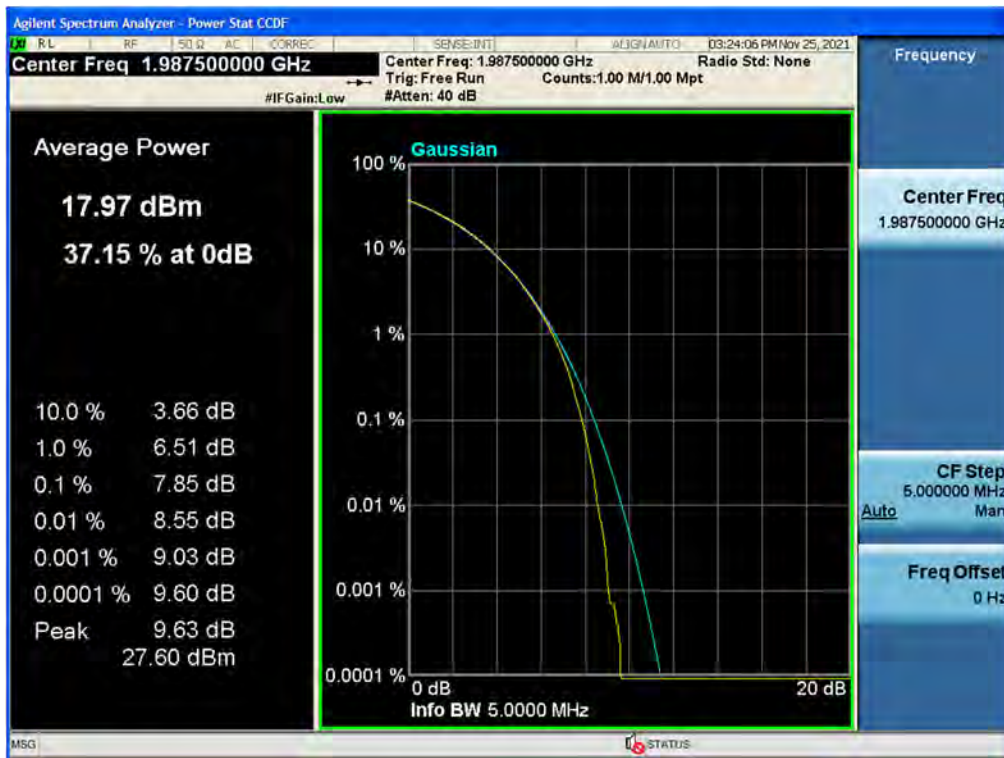 Agilent Spectrum Analyzer - Power Stat CCDF
LXI RL RF 50 Ω AC CORREC SENSE:INT ALIGNAUTO 03:24:06 PM Nov 25, 2021
Center Freq 1.987500000 GHz
Center Freq: 1.987500000 GHz Radio Std: None
Trig: Free Run Counts:1.00 M/1.00 Mpt
#IFGain:Low #Atten: 40 dB
Average Power
17.97 dBm
37.15 % at 0dB
10.0 % 3.66 dB
1.0 % 6.51 dB
0.1 % 7.85 dB
0.01 % 8.55 dB
0.001 % 9.03 dB
0.0001 % 9.60 dB
Peak 9.63 dB
27.60 dBm
Gaussian
100 %
10 %
1 %
0.1 %
0.01 %
0.001 %
0.0001 %
0 dB 20 dB
Info BW 5.0000 MHz
Frequency
Center Freq
1.987500000 GHz
CF Step
5.000000 MHz
Auto Man
Freq Offset
0 Hz
MSG STATUS